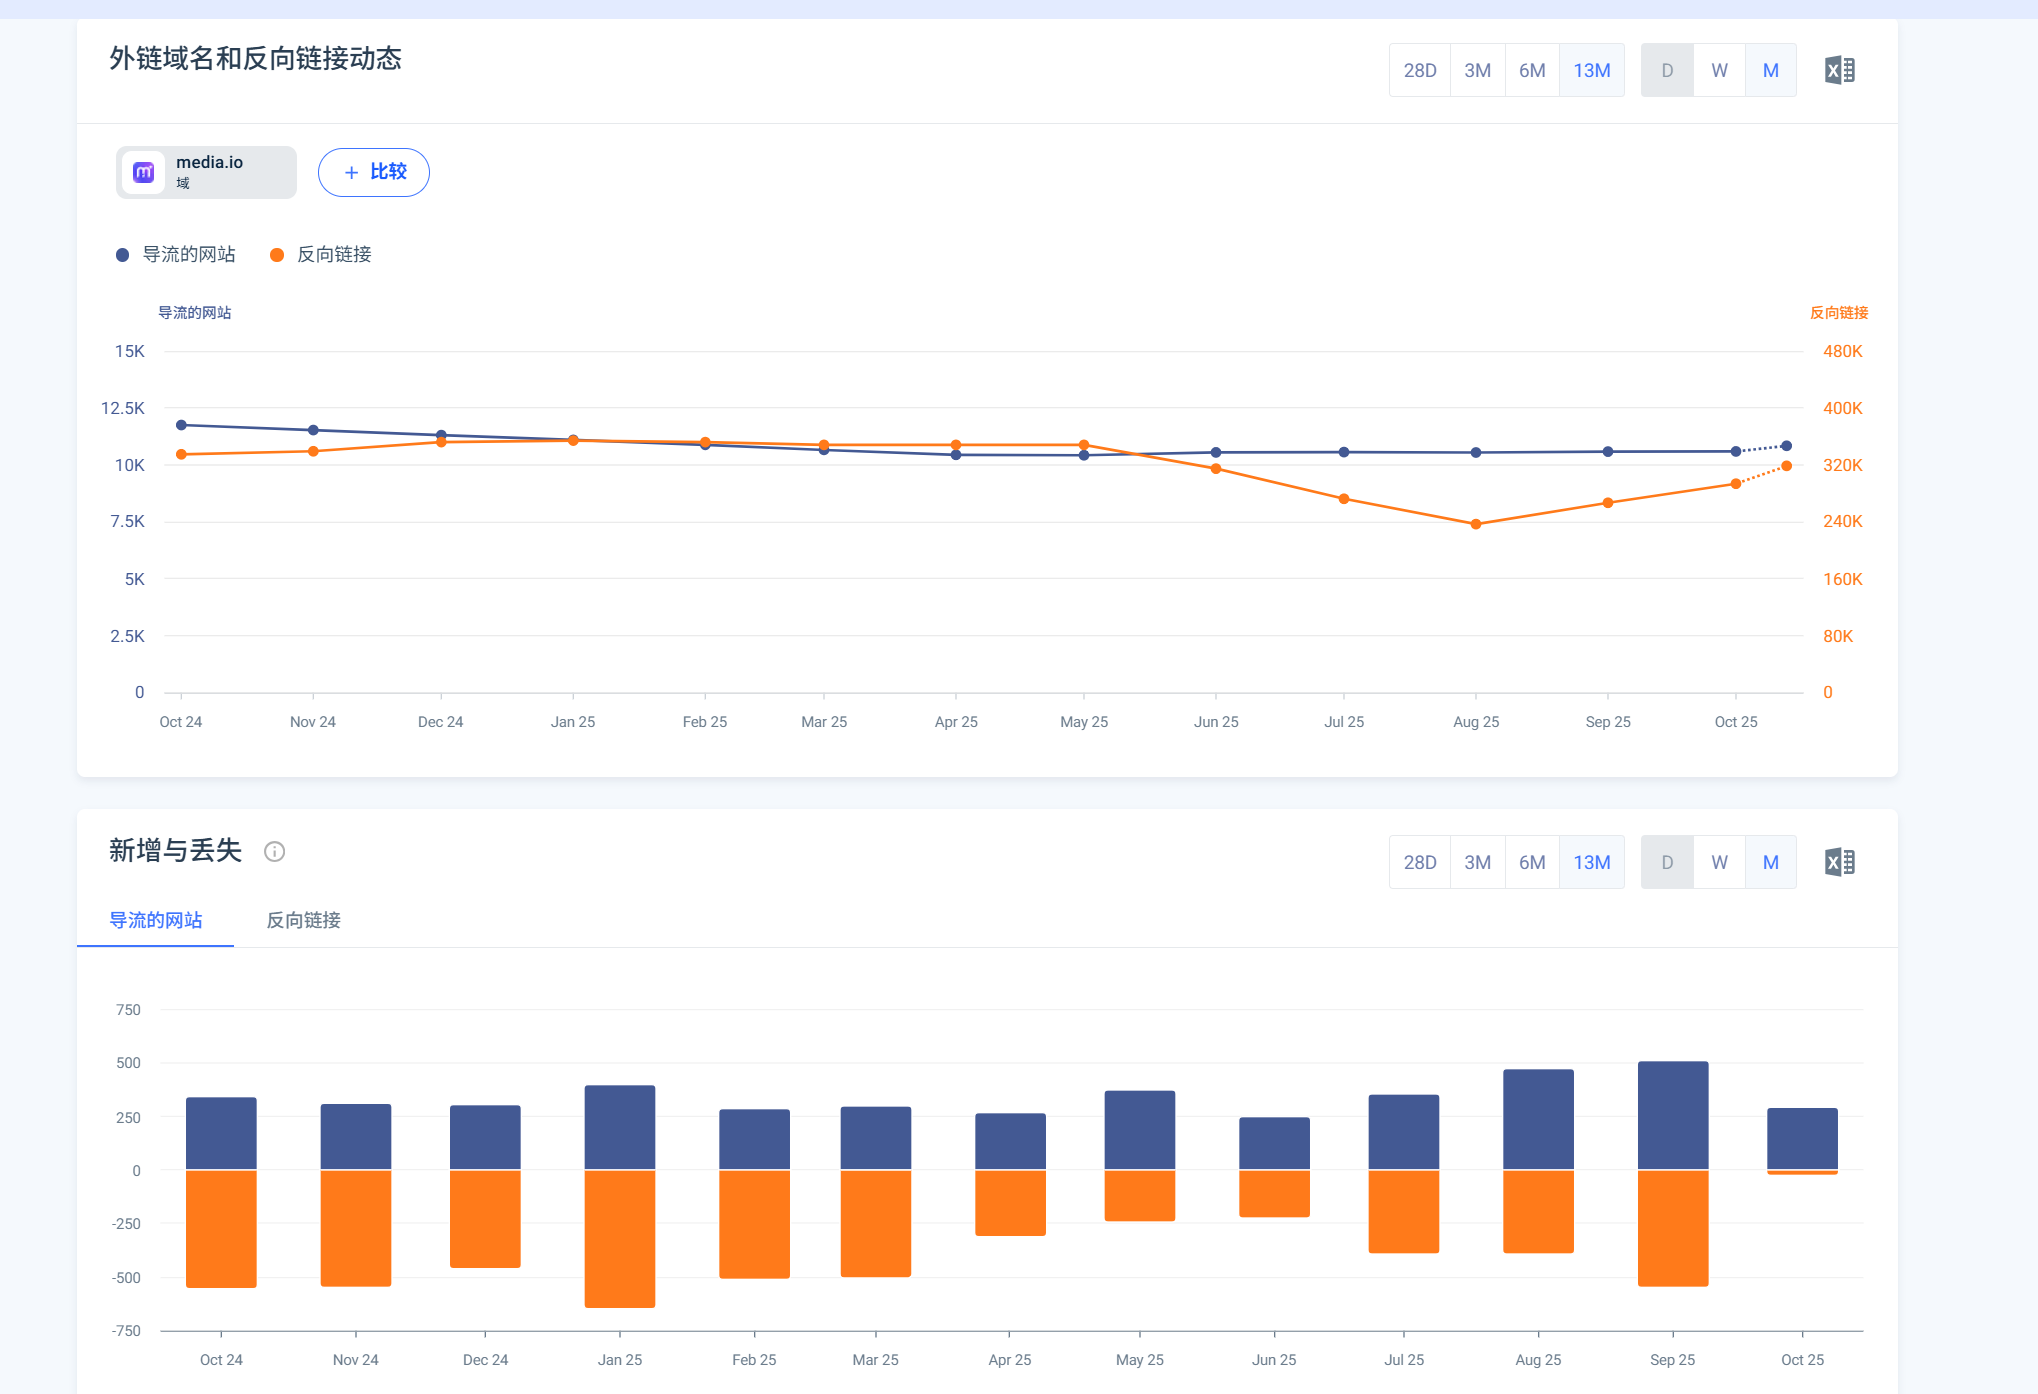 外链域名和反向链接动态
28D 3M 6M 13M D W M
media.io
域
+ 比较
导流的网站 反向链接
导流的网站 反向链接
15K 480K
12.5K 400K
10K 320K
7.5K 240K
5K 160K
2.5K 80K
0 0
Oct 24 Nov 24 Dec 24 Jan 25 Feb 25 Mar 25 Apr 25 May 25 Jun 25 Jul 25 Aug 25 Sep 25 Oct 25
新增与丢失
28D 3M 6M 13M D W M
导流的网站 反向链接
750
500
250
0
-250
-500
-750
Oct 24 Nov 24 Dec 24 Jan 25 Feb 25 Mar 25 Apr 25 May 25 Jun 25 Jul 25 Aug 25 Sep 25 Oct 25